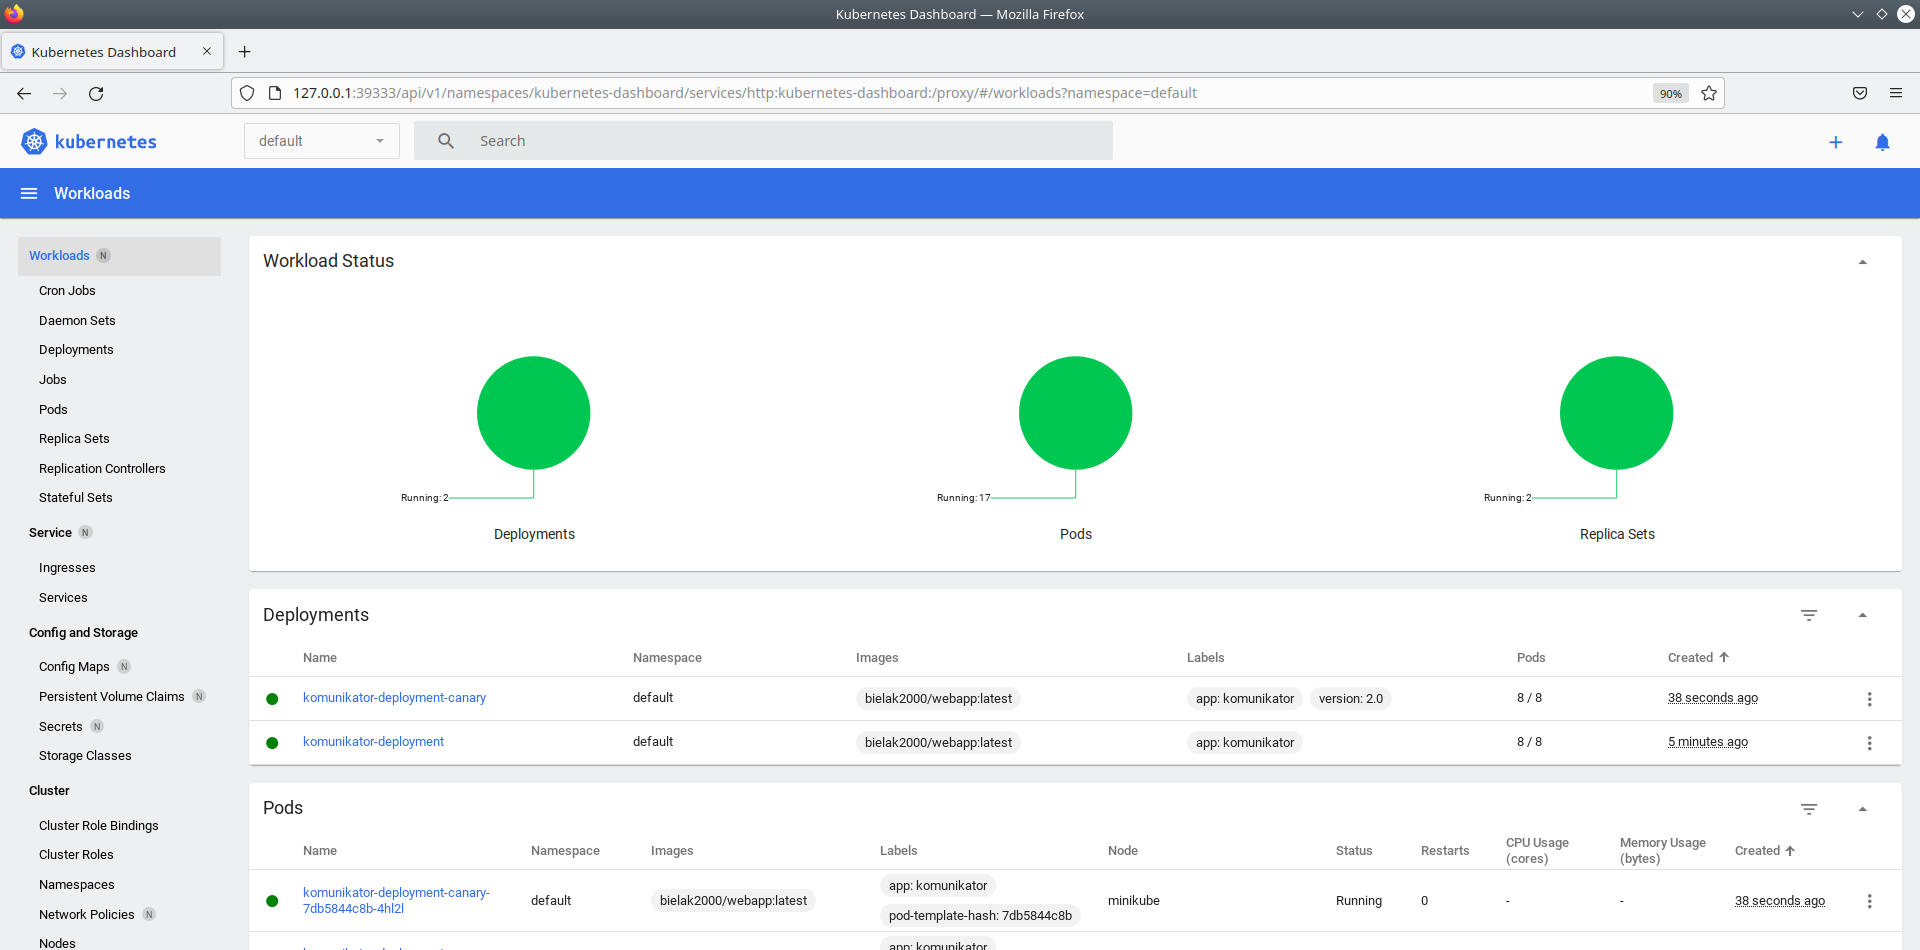 Kubernetes Dashboard — Mozilla Firefox
Kubernetes Dashboard
127.0.0.1:39333/api/v1/namespaces/kubernetes-dashboard/services/http:kubernetes-dashboard:/proxy/#/workloads?namespace=default
90%
kubernetes
default
Search
Workloads
Workloads N
Cron Jobs
Daemon Sets
Deployments
Jobs
Pods
Replica Sets
Replication Controllers
Stateful Sets
Service N
Ingresses
Services
Config and Storage
Config Maps N
Persistent Volume Claims N
Secrets N
Storage Classes
Cluster
Cluster Role Bindings
Cluster Roles
Namespaces
Network Policies N
Nodes
Workload Status
Running: 2
Deployments
Running: 17
Pods
Running: 2
Replica Sets
Deployments
Name Namespace Images Labels Pods Created
komunikator-deployment-canary default bielak2000/webapp:latest app: komunikator version: 2.0 8 / 8 38 seconds ago
komunikator-deployment default bielak2000/webapp:latest app: komunikator 8 / 8 5 minutes ago
Pods
Name Namespace Images Labels Node Status Restarts CPU Usage (cores) Memory Usage (bytes) Created
komunikator-deployment-canary-
7db5844c8b-4hl2l
default bielak2000/webapp:latest
app: komunikator
pod-template-hash: 7db5844c8b
minikube Running 0 - - 38 seconds ago
app: komunikator